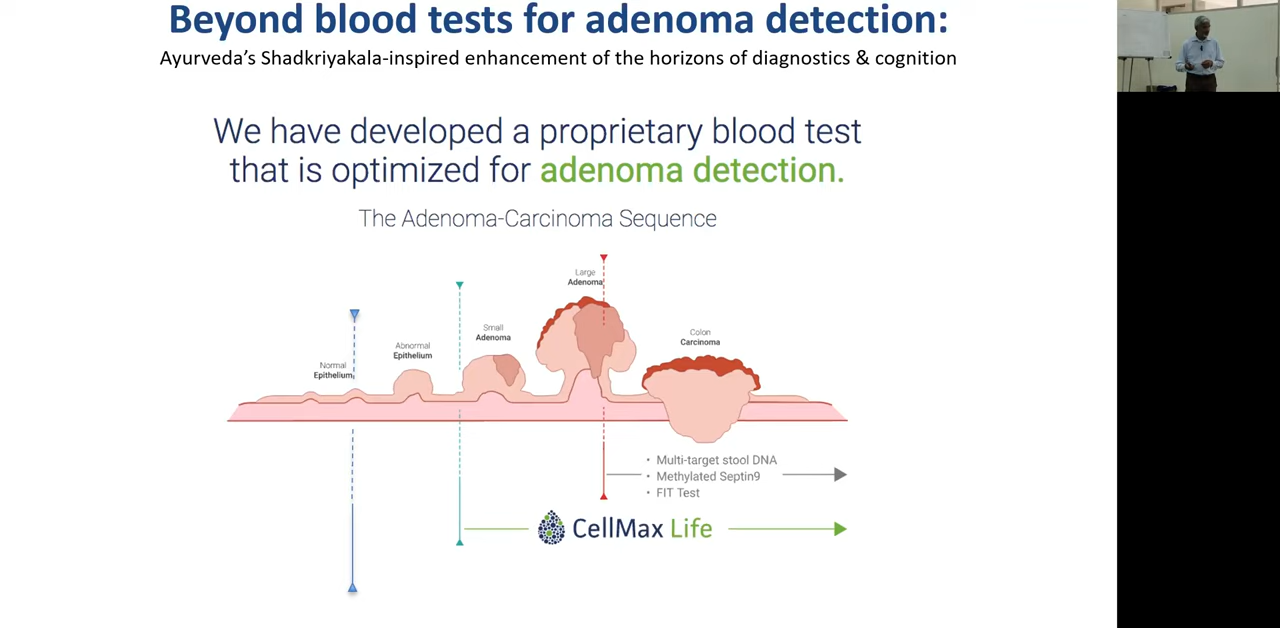 Beyond blood tests for adenoma detection:
Ayurveda's Shadkriyakala-inspired enhancement of the horizons of diagnostics & cognition
We have developed a proprietary blood test
that is optimized for adenoma detection.
The Adenoma-Carcinoma Sequence
Normal
Epithelium
Abnormal
Epithelium
Small
Adenoma
Large
Adenoma
Colon
Carcinoma
• Multi-target stool DNA
• Methylated Septin9
• FIT Test
CellMax Life